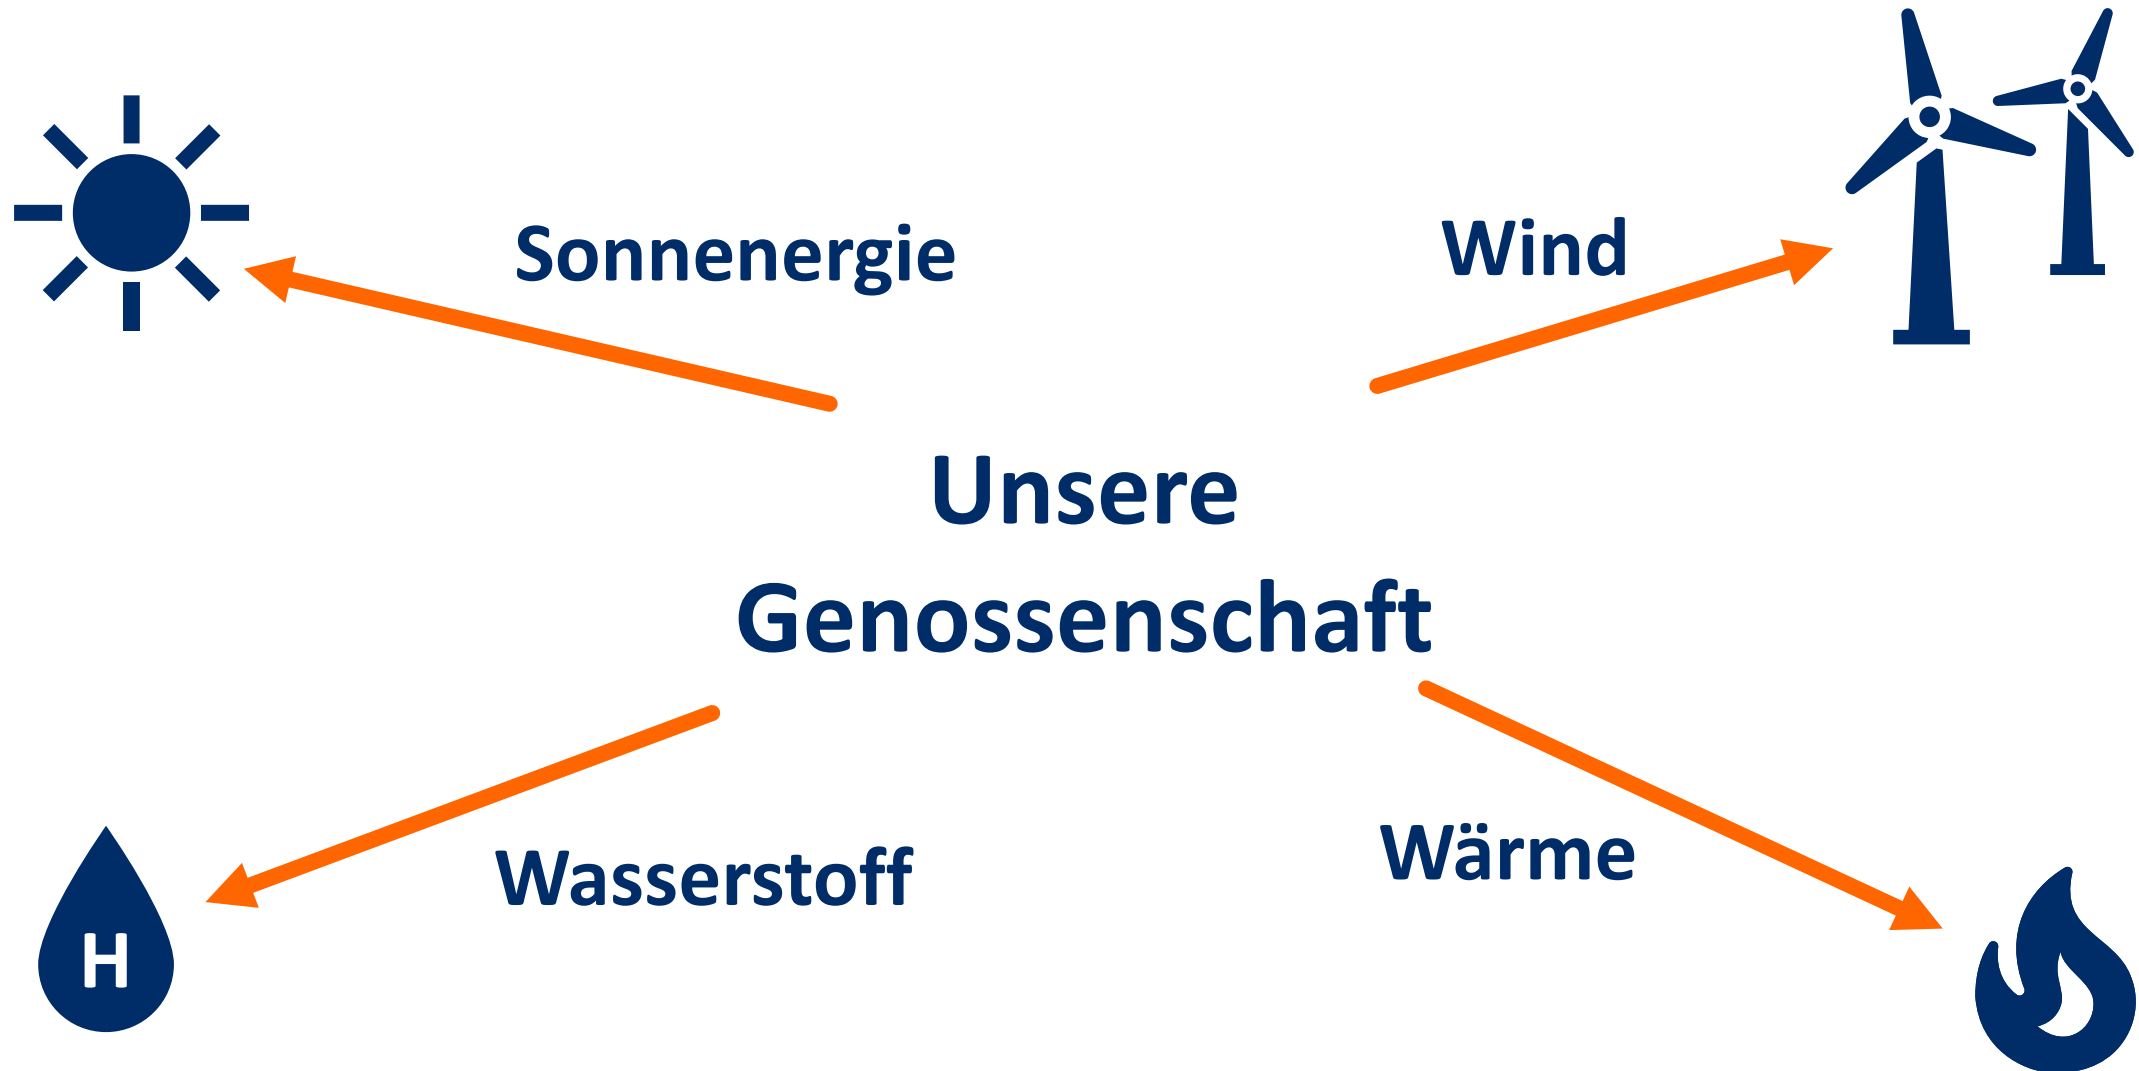 Sonnenergie
Wind
Unsere
Genossenschaft
Wasserstoff
Wärme
H